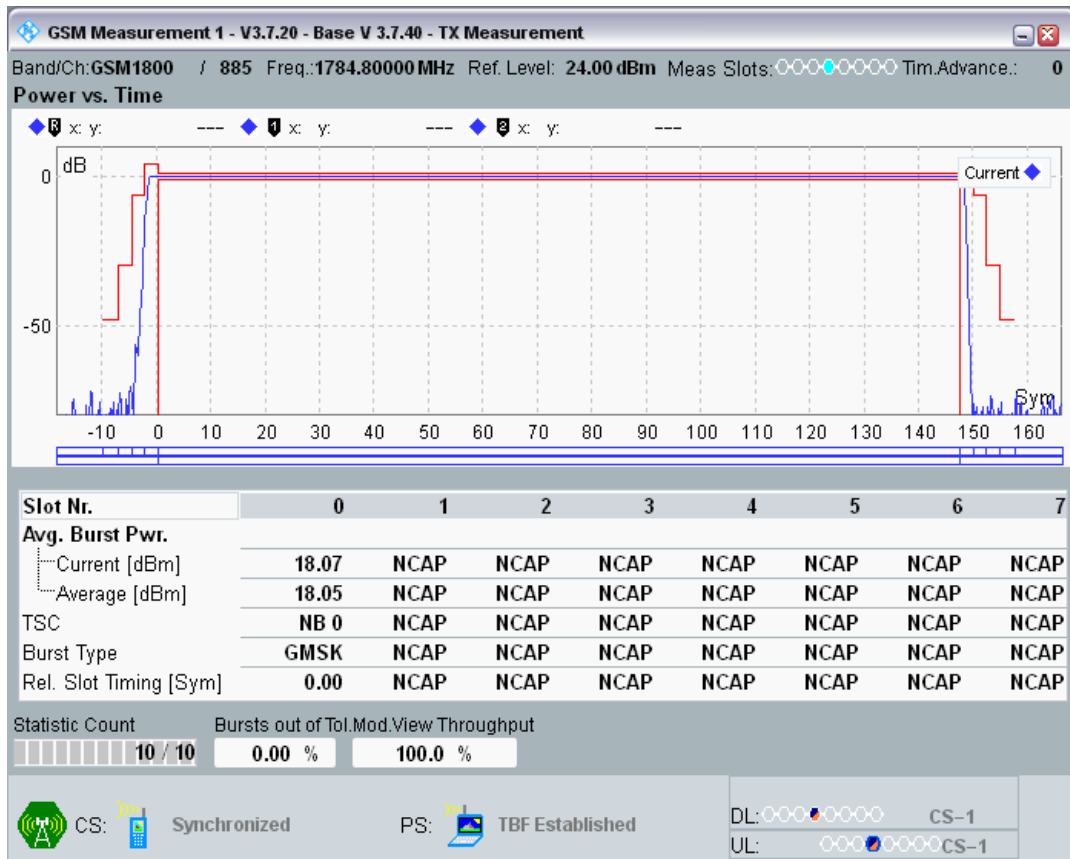 GSM Measurement 1 - V3.7.20 - Base V 3.7.40 - TX Measurement
Band/Ch:GSM1800 / 885 Freq.:1784.80000 MHz Ref. Level: 24.00 dBm Meas Slots: Tim.Advance.: 0
Power vs. Time
R x: y: --- 1 x: y: --- 2 x: y: ---
dB
Current
0
-50
Sym
-10 0 10 20 30 40 50 60 70 80 90 100 110 120 130 140 150 160
Slot Nr. 0 1 2 3 4 5 6 7
Avg. Burst Pwr.
Current [dBm] 18.07 NCAP NCAP NCAP NCAP NCAP NCAP NCAP
Average [dBm] 18.05 NCAP NCAP NCAP NCAP NCAP NCAP NCAP
TSC NB 0 NCAP NCAP NCAP NCAP NCAP NCAP NCAP
Burst Type GMSK NCAP NCAP NCAP NCAP NCAP NCAP NCAP
Rel. Slot Timing [Sym] 0.00 NCAP NCAP NCAP NCAP NCAP NCAP NCAP
Statistic Count Bursts out of Tol.Mod.View Throughput
10 / 10 0.00 % 100.0 %
CS: Synchronized PS: TBF Established
DL: CS-1
UL: CS-1